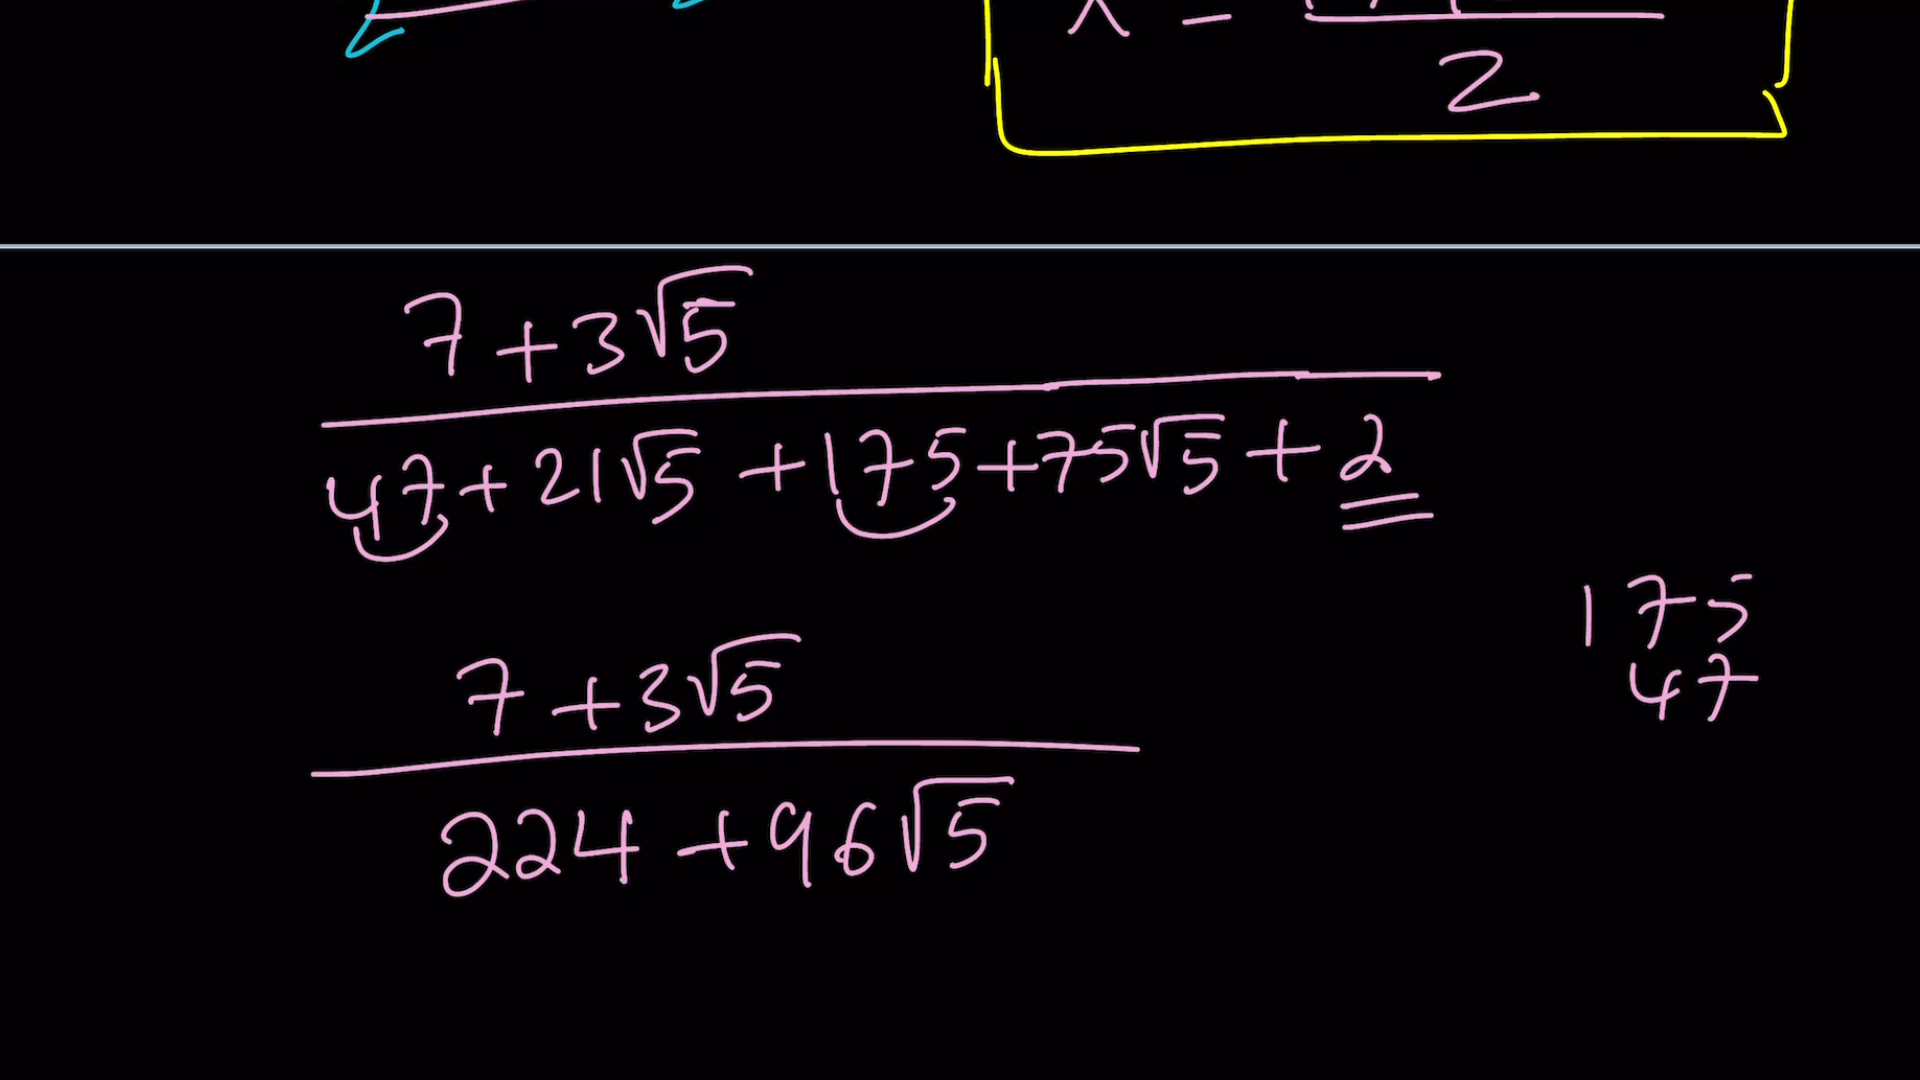 x =
2
7 + 3√5
47 + 21√5 + 175 + 75√5 + 2
175
47
7 + 3√5
224 + 96√5